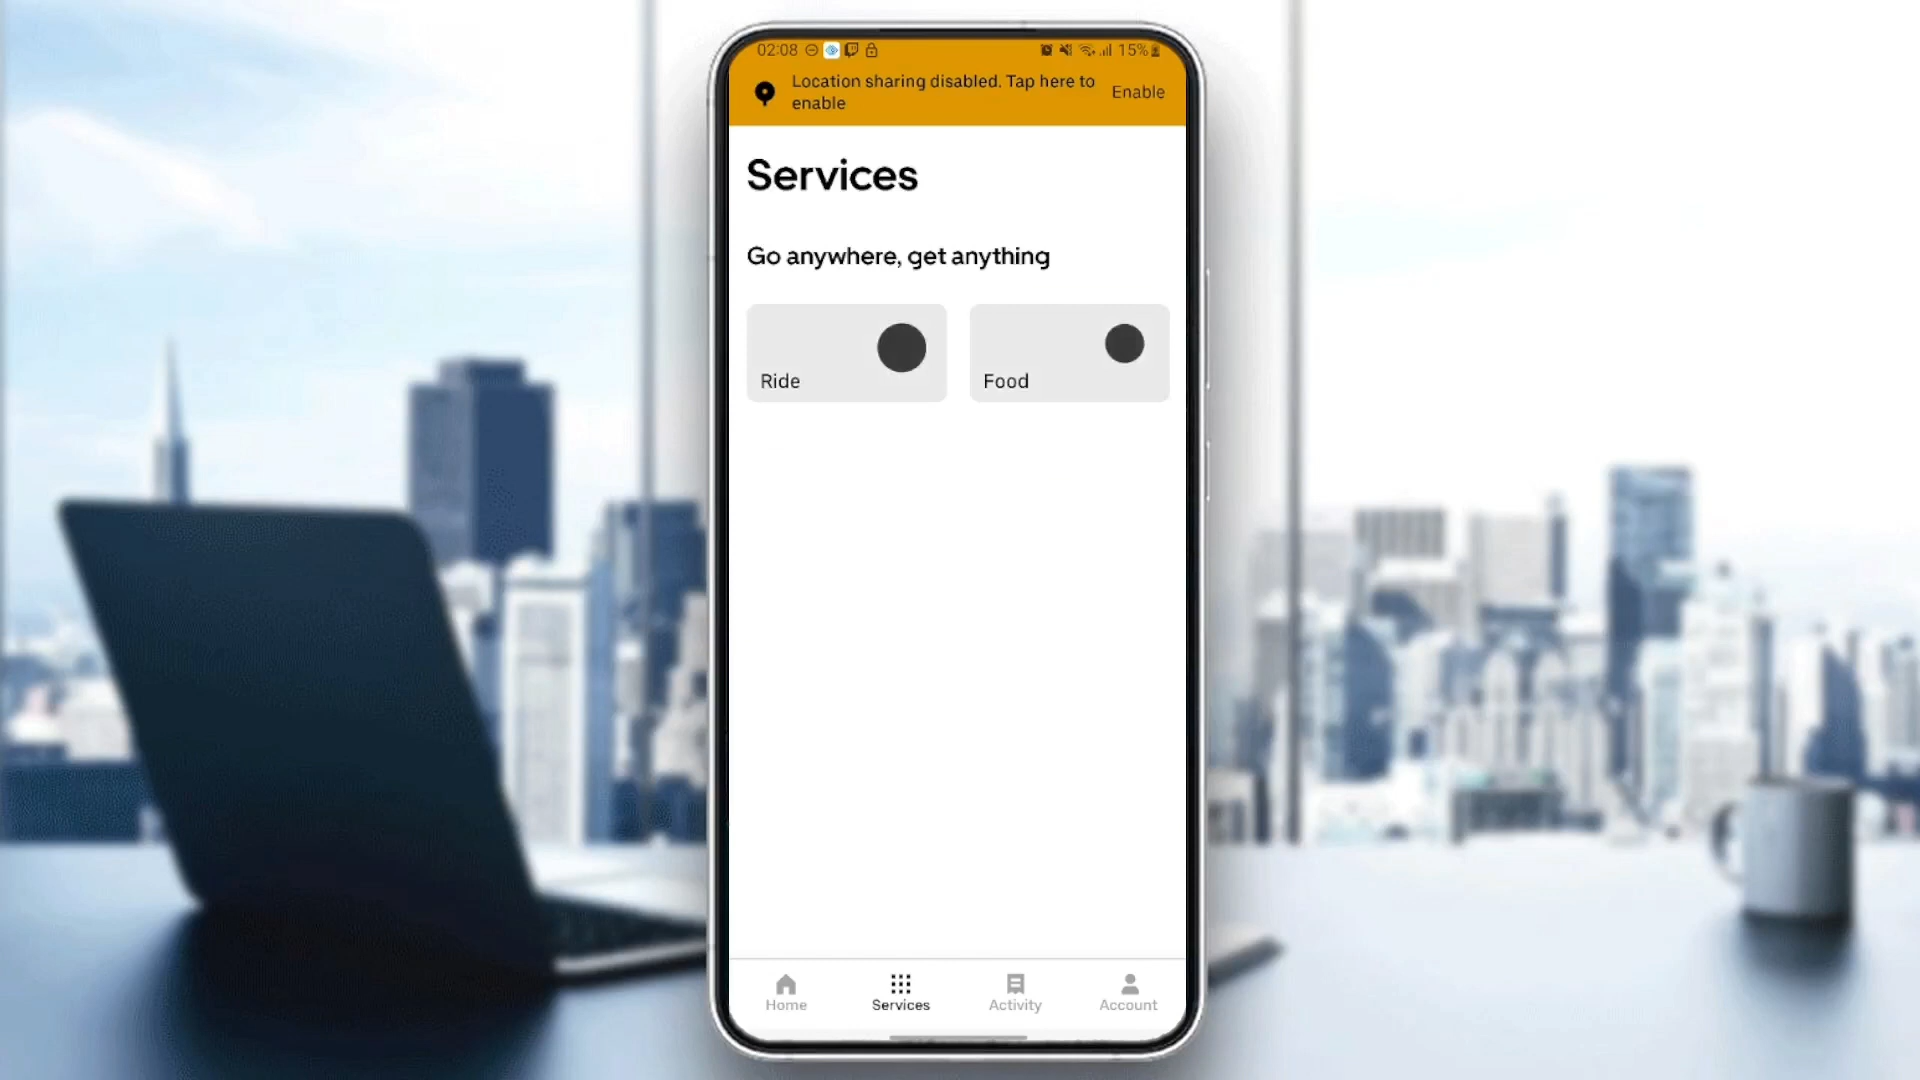 02:08
15%
Location sharing disabled. Tap here to
enable
Enable
Services
Go anywhere, get anything
Ride
Food
Home
Services
Activity
Account